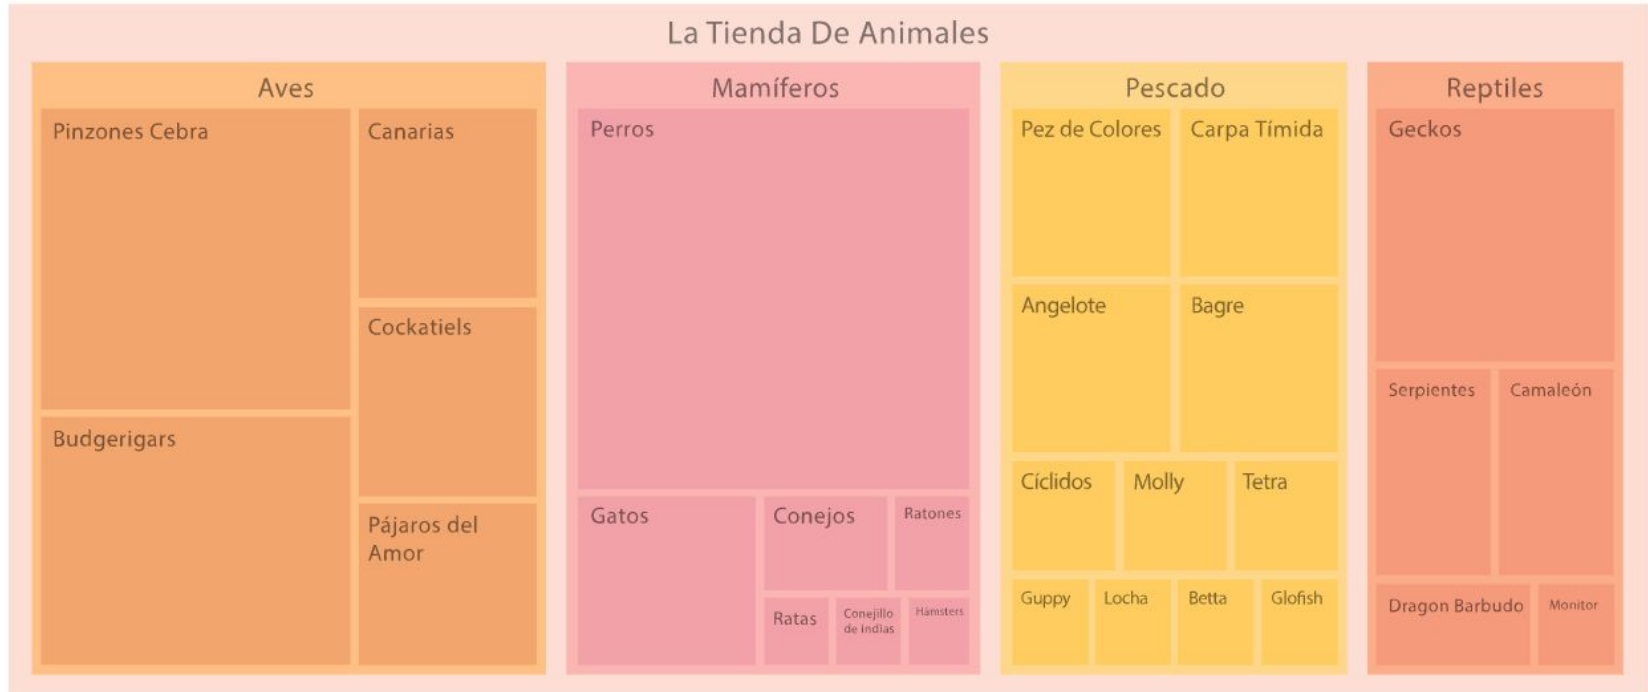 La Tienda De Animales
Aves
Pinzones Cebra
Canarias
Cockatiels
Budgerigars
Pájaros del
Amor
Mamíferos
Perros
Gatos
Conejos
Ratones
Ratas
Conejillo
de indias
Hámsters
Pescado
Pez de Colores
Carpa Tímida
Angelote
Bagre
Cíclidos
Molly
Tetra
Guppy
Locha
Betta
Glofish
Reptiles
Geckos
Serpientes
Camaleón
Dragon Barbudo
Monitor